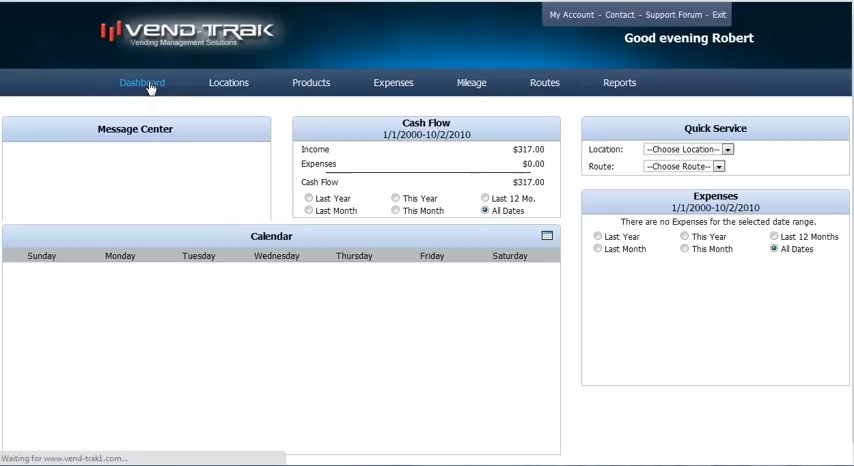 VEND-TRAK
Vending Management Solutions
My Account - Contact - Support Forum - Exit
Good evening Robert
Dashboard Locations Products Expenses Mileage Routes Reports
Message Center
Cash Flow
1/1/2000-10/2/2010
Income $317.00
Expenses $0.00
Cash Flow $317.00
Last Year This Year Last 12 Mo.
Last Month This Month All Dates
Quick Service
Location: --Choose Location--
Route: --Choose Route--
Expenses
1/1/2000-10/2/2010
There are no Expenses for the selected date range.
Last Year This Year Last 12 Months
Last Month This Month All Dates
Calendar
Sunday Monday Tuesday Wednesday Thursday Friday Saturday
Waiting for www.vend-trak1.com...